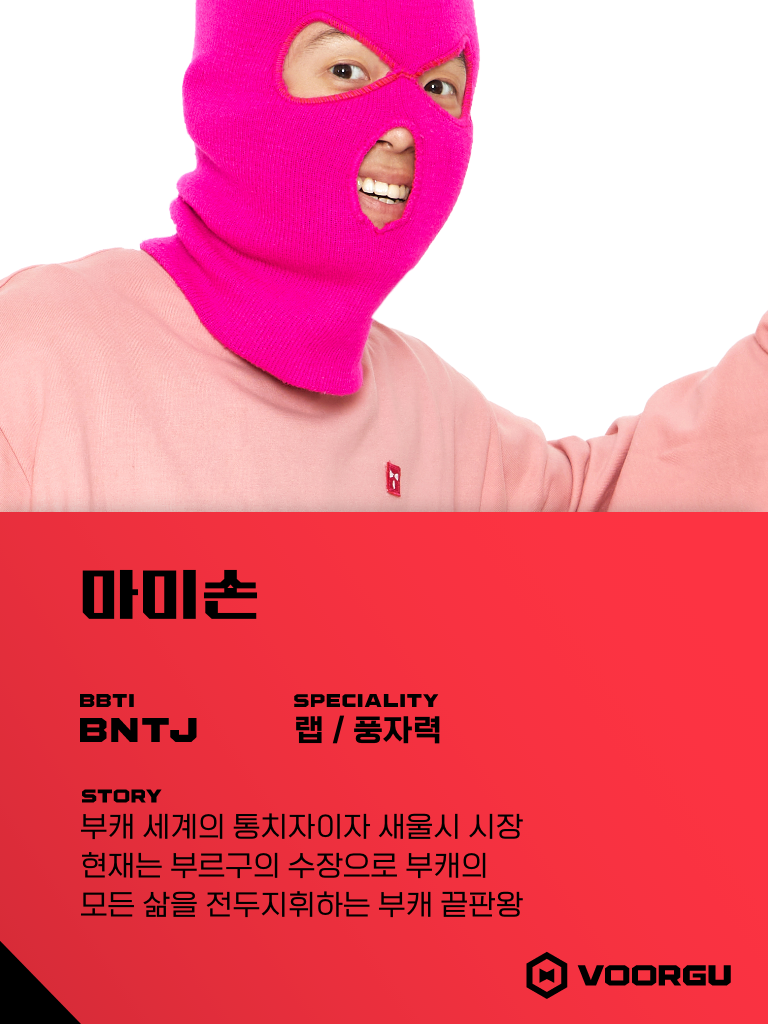 마미손
BBTI
BNTJ
SPECIALITY
랩 / 풍자력
STORY
부캐 세계의 통치자이자 새울시 시장
현재는 부르구의 수장으로 부캐의
모든 삶을 전두지휘하는 부캐 끝판왕
VOORGU